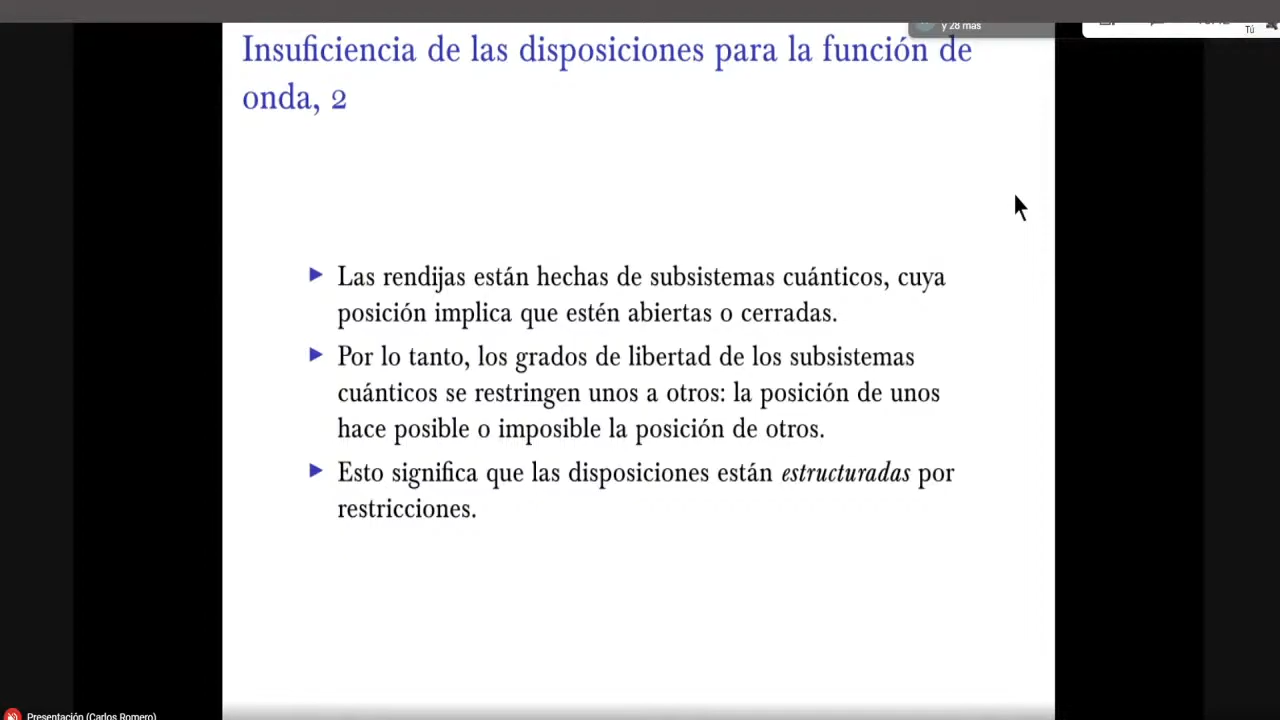 y 28 más
Tú
Insuficiencia de las disposiciones para la función de
onda, 2
Las rendijas están hechas de subsistemas cuánticos, cuya
posición implica que estén abiertas o cerradas.
Por lo tanto, los grados de libertad de los subsistemas
cuánticos se restringen unos a otros: la posición de unos
hace posible o imposible la posición de otros.
Esto significa que las disposiciones están estructuradas por
restricciones.
Presentación (Carlos Romero)